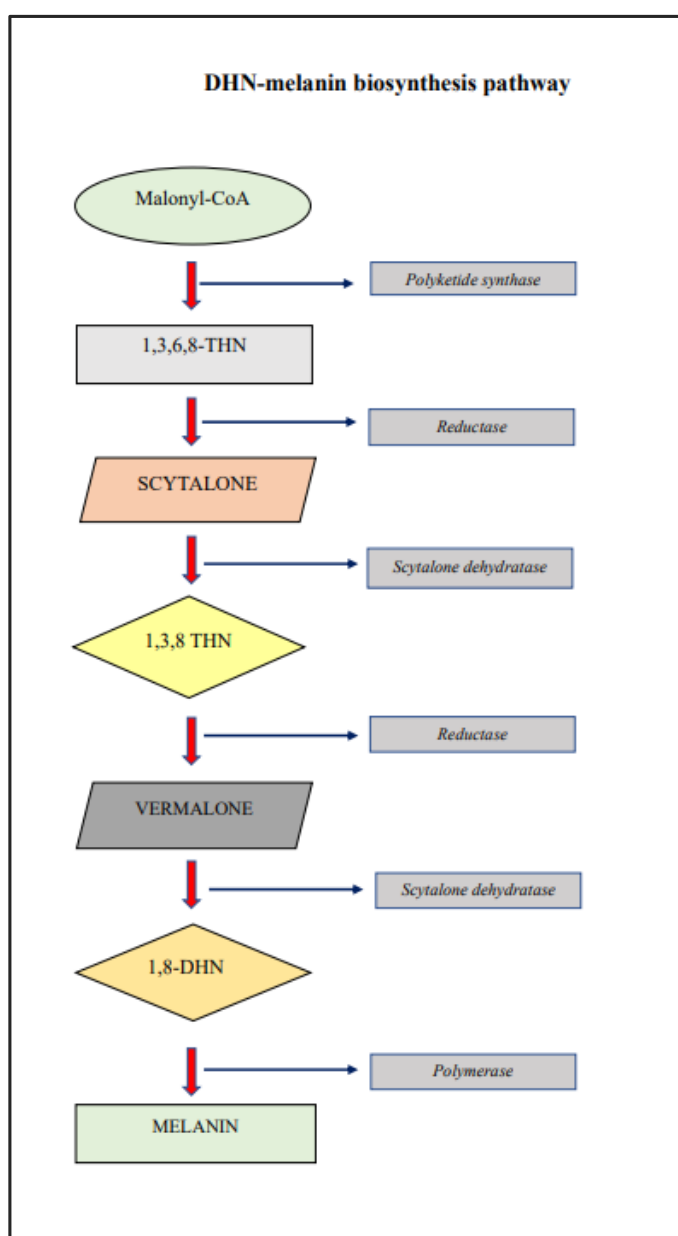 DHN-melanin biosynthesis pathway
Malonyl-CoA
Polyketide synthase
1,3,6,8-THN
Reductase
SCYTALONE
Scytalone dehydratase
1,3,8 THN
Reductase
VERMALONE
Scytalone dehydratase
1,8-DHN
Polymerase
MELANIN